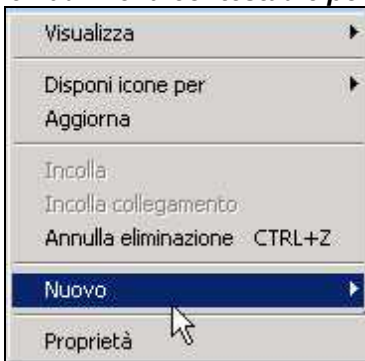 Visualizza
Disponi icone per
Aggiorna
Incolla
Incolla collegamento
Annulla eliminazione CTRL+Z
Nuovo
Proprietà